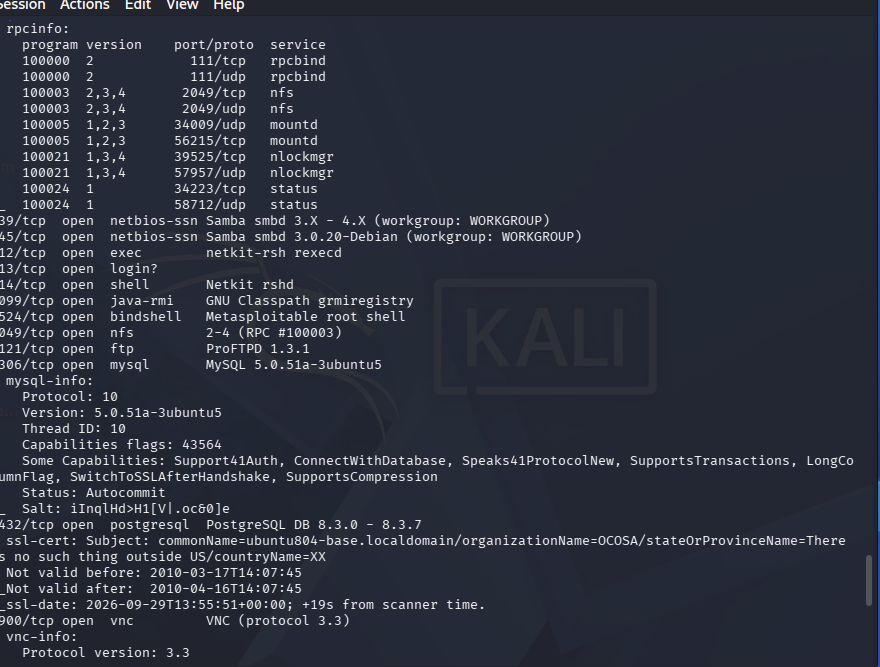 Session Actions Edit View Help
rpcinfo:
program version port/proto service
100000 2 111/tcp rpcbind
100000 2 111/udp rpcbind
100003 2,3,4 2049/tcp nfs
100003 2,3,4 2049/udp nfs
100005 1,2,3 34009/udp mountd
100005 1,2,3 56215/tcp mountd
100021 1,3,4 39525/tcp nlockmgr
100021 1,3,4 57957/udp nlockmgr
100024 1 34223/tcp status
_ 100024 1 58712/udp status
39/tcp open netbios-ssn Samba smbd 3.X - 4.X (workgroup: WORKGROUP)
45/tcp open netbios-ssn Samba smbd 3.0.20-Debian (workgroup: WORKGROUP)
12/tcp open exec netkit-rsh rexecd
13/tcp open login?
14/tcp open shell Netkit rshd
099/tcp open java-rmi GNU Classpath grmiregistry
524/tcp open bindshell Metasploitable root shell
049/tcp open nfs 2-4 (RPC #100003)
121/tcp open ftp ProFTPD 1.3.1
306/tcp open mysql MySQL 5.0.51a-3ubuntu5
mysql-info:
Protocol: 10
Version: 5.0.51a-3ubuntu5
Thread ID: 10
Capabilities flags: 43564
Some Capabilities: Support41Auth, ConnectWithDatabase, Speaks41ProtocolNew, SupportsTransactions, LongCo
umnFlag, SwitchToSSLAfterHandshake, SupportsCompression
Status: Autocommit
_ Salt: iInqlHd>H1[V|.oc&0]e
432/tcp open postgresql PostgreSQL DB 8.3.0 - 8.3.7
ssl-cert: Subject: commonName=ubuntu804-base.localdomain/organizationName=OCOSA/stateOrProvinceName=There
s no such thing outside US/countryName=XX
Not valid before: 2010-03-17T14:07:45
_Not valid after: 2010-04-16T14:07:45
_ssl-date: 2026-09-29T13:55:51+00:00; +19s from scanner time.
900/tcp open vnc VNC (protocol 3.3)
vnc-info:
Protocol version: 3.3
KALI